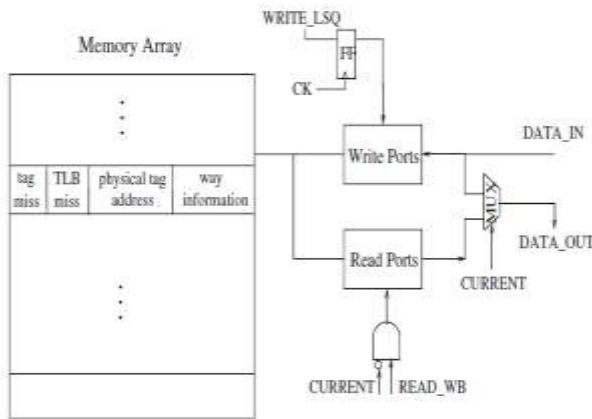 WRITE_LSQ
Memory Array
FF
CK
DATA_IN
Write Ports
tag miss
TLB miss
physical tag address
way information
MUX
DATA_OUT
Read Ports
CURRENT
CURRENT
READ_WB